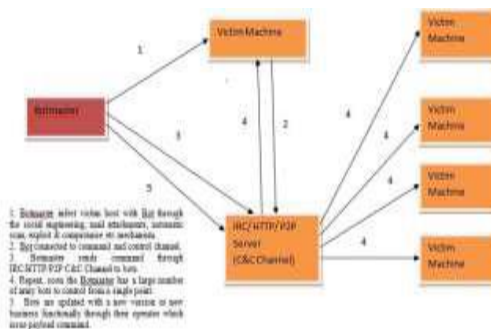 Victim Machine
Victim
Machine
1
Botmaster
4
2
4
3
4
Victim
Machine
5
4
Victim
Machine
IRC/ HTTP/ P2P
Server
(C&C Channel)
4
Victim
Machine
1. Botmaster infect victim host with Bot through
the social engineering, mail attachments, automatic
scan, exploit & compromise etc mechanism.
2. Bot connected to command and control channel.
3. Botmaster sends command through
IRC/HTTP/P2P C&C Channel to bots.
4. Repeat, soon the Botmaster has a large number
of army bots to control from a single point.
5. Bots are updated with a new version or new
business functionally through their operator which
issue payload command.